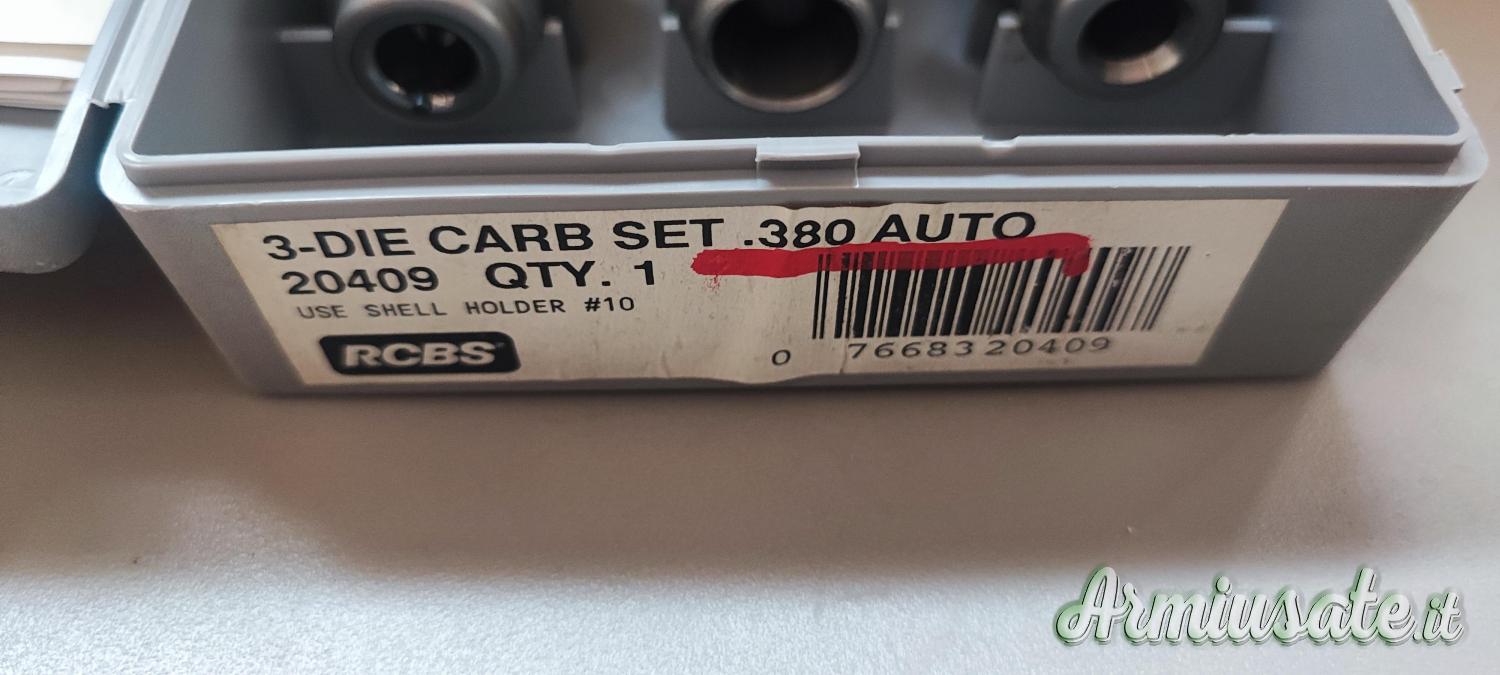 3-DIE CARB SET .380 AUTO
20409 QTY. 1
USE SHELL HOLDER #10
RCBS
0 76683 20409
Armiusate.it